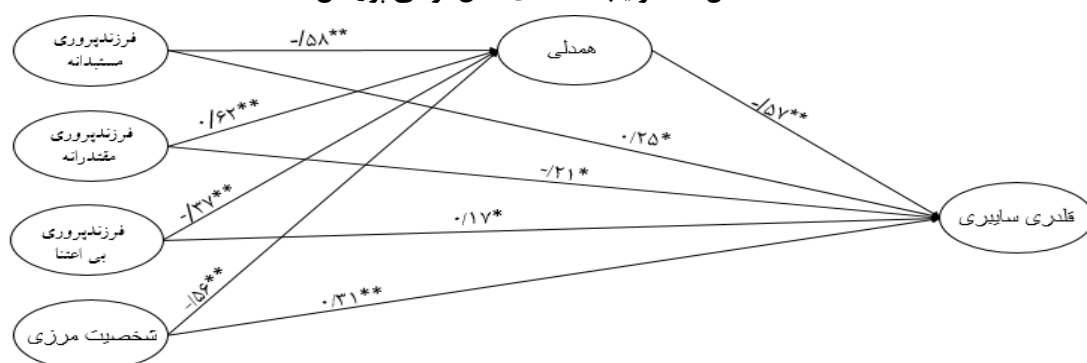 فرزندپروری
مستبدانه
-/۵۸**
همدلی
۰/۲۵*
-/۵۷**
فرزندپروری
مقتدرانه
۰/۶۲**
-/۲۱*
فرزندپروری
بی اعتنا
-/۳۷**
۰/۱۷*
قلدری سایبری
شخصیت مرزی
-/۵۶**
۰/۳۱**